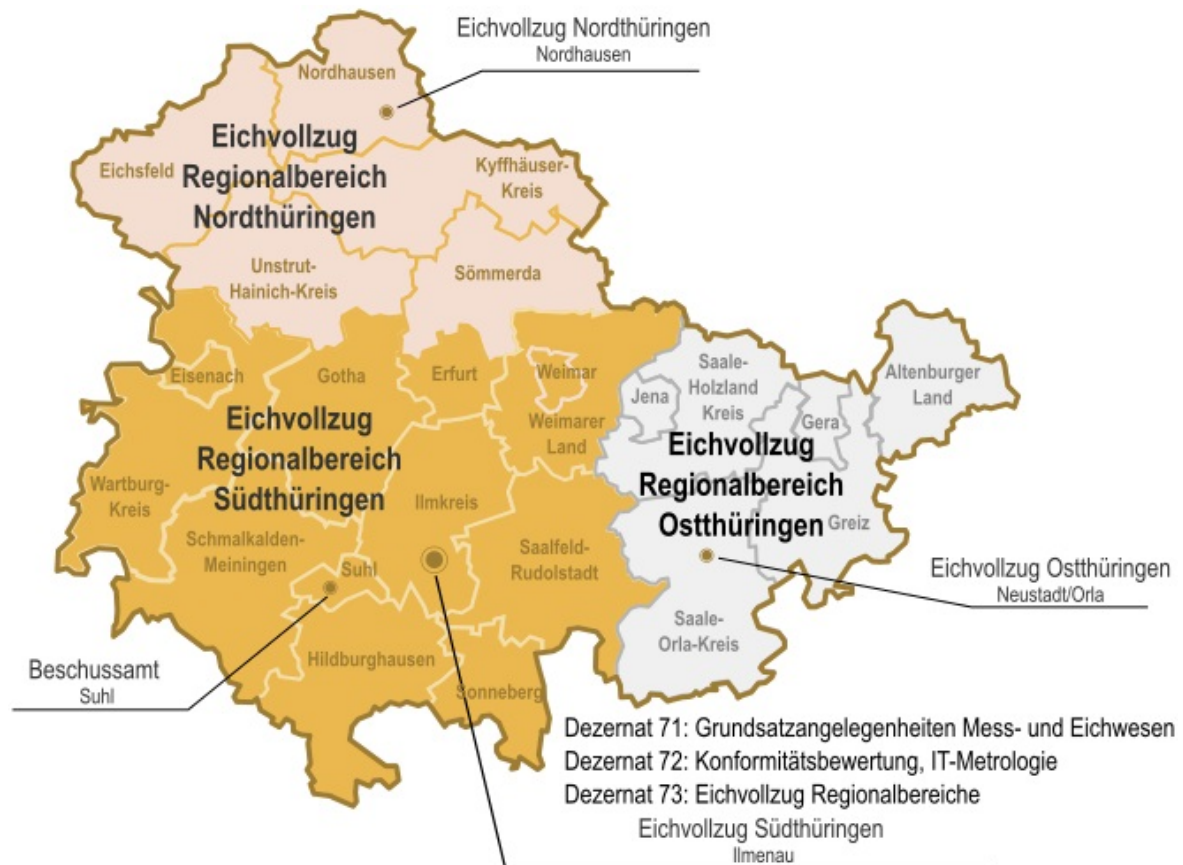 Eichvollzug Nordthüringen
Nordhausen
Nordhausen
Eichvollzug
Regionalbereich
Nordthüringen
Eichsfeld
Kyffhäuser-
Kreis
Unstrut-
Hainich-Kreis
Sömmerda
Eisenach
Gotha
Erfurt
Weimar
Weimarer
Land
Jena
Saale-
Holzland
Kreis
Gera
Altenburger
Land
Eichvollzug
Regionalbereich
Südthüringen
Eichvollzug
Regionalbereich
Ostthüringen
Wartburg-
Kreis
Ilmkreis
Greiz
Schmalkalden-
Meiningen
Suhl
Saalfeld-
Rudolstadt
Eichvollzug Ostthüringen
Neustadt/Orla
Saale-
Orla-Kreis
Beschussamt
Suhl
Hildburghausen
Sonneberg
Dezernat 71: Grundsatzangelegenheiten Mess- und Eichwesen
Dezernat 72: Konformitätsbewertung, IT-Metrologie
Dezernat 73: Eichvollzug Regionalbereiche
Eichvollzug Südthüringen
Ilmenau